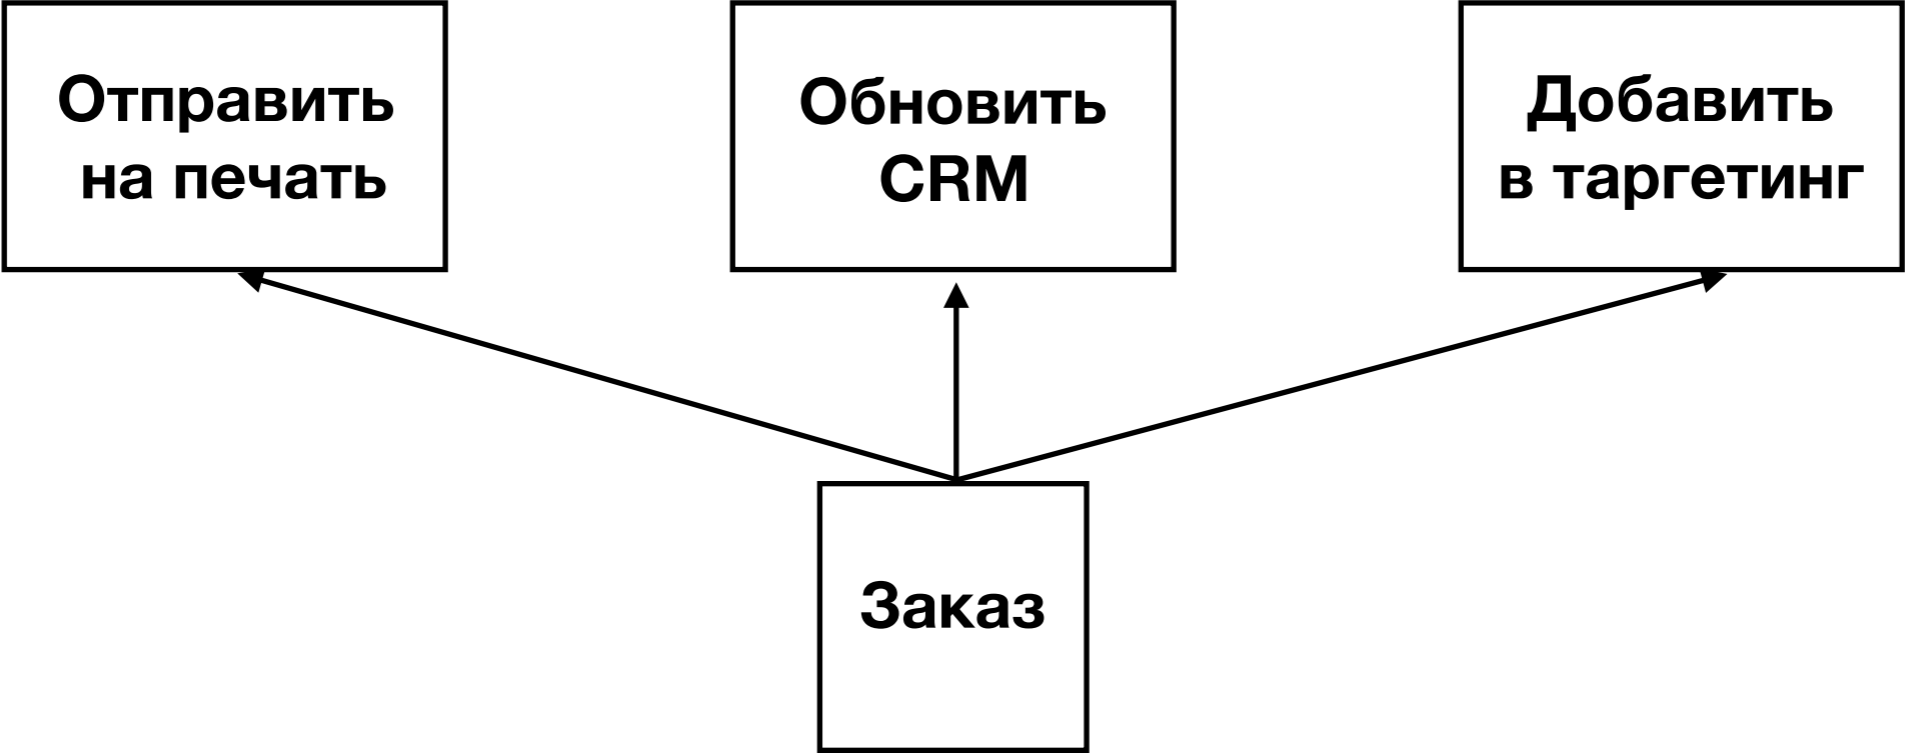 Отправить
на печать
Обновить
CRM
Добавить
в таргетинг
Заказ